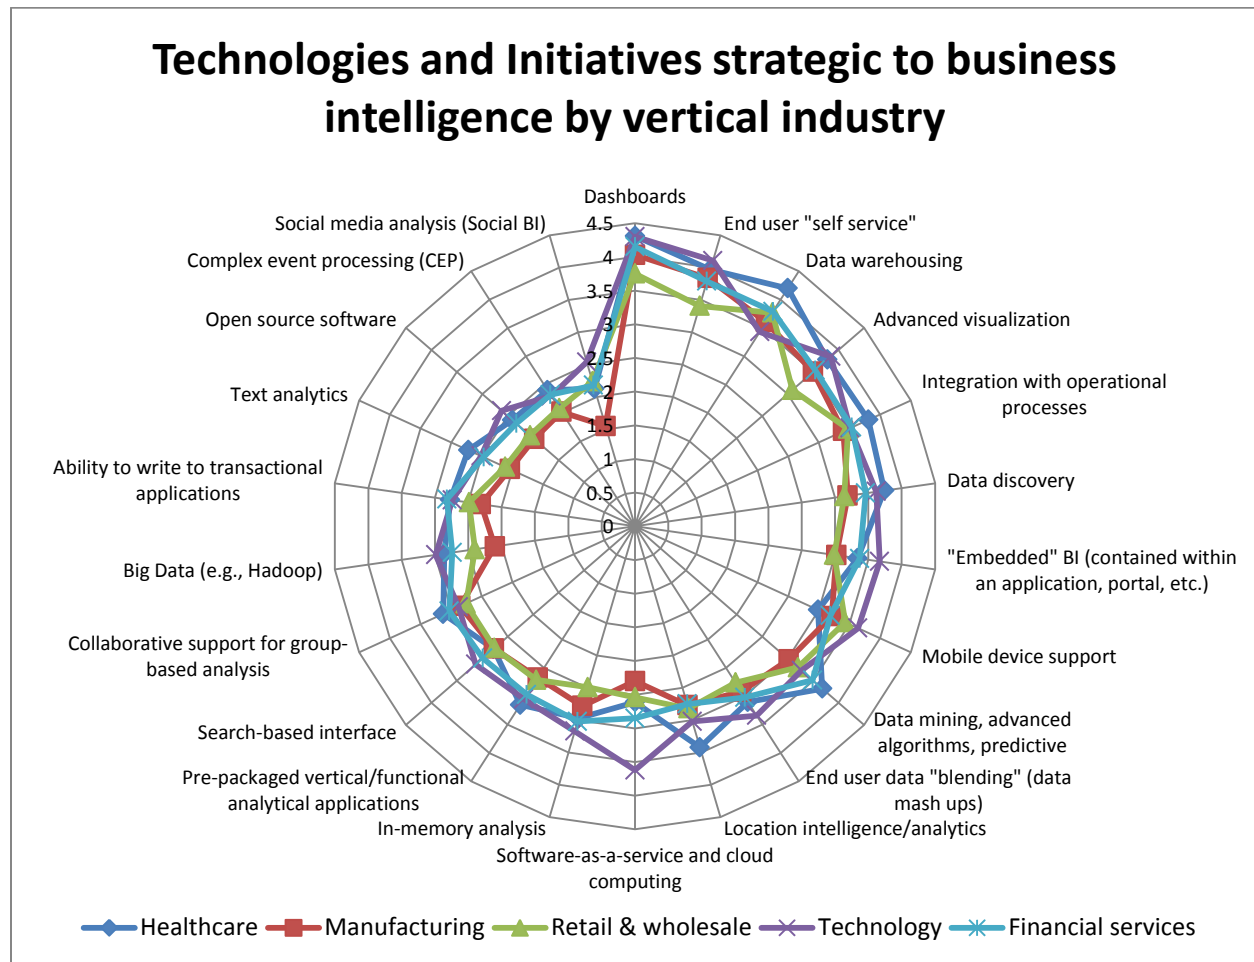 Technologies and Initiatives strategic to business
intelligence by vertical industry
Dashboards
End user "self service"
Data warehousing
Advanced visualization
Integration with operational
processes
Data discovery
"Embedded" BI (contained within
an application, portal, etc.)
Mobile device support
Data mining, advanced
algorithms, predictive
End user data "blending" (data
mash ups)
Location intelligence/analytics
Software-as-a-service and cloud
computing
In-memory analysis
Pre-packaged vertical/functional
analytical applications
Search-based interface
Collaborative support for group-
based analysis
Big Data (e.g., Hadoop)
Ability to write to transactional
applications
Text analytics
Open source software
Complex event processing (CEP)
Social media analysis (Social BI)
4.5
4
3.5
3
2.5
2
1.5
1
0.5
0
Healthcare
Manufacturing
Retail & wholesale
Technology
Financial services